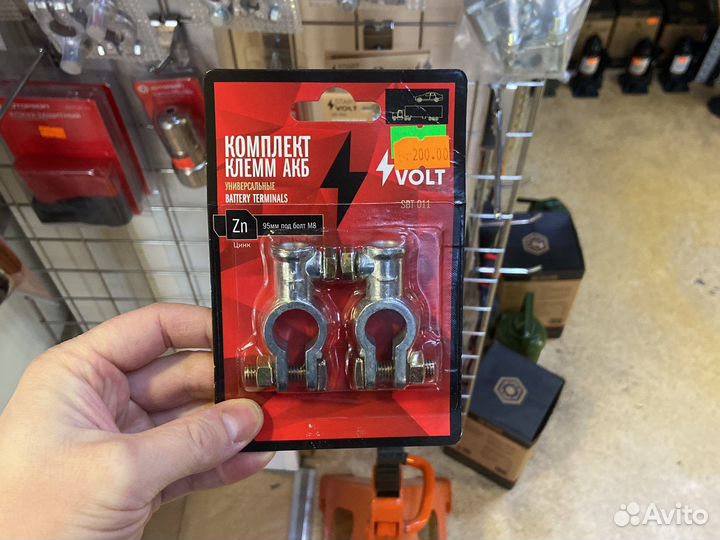 STAR
VOLT
КОМПЛЕКТ
КЛЕММ АКБ
УНИВЕРСАЛЬНЫЕ
BATTERY TERMINALS
200.00
VOLT
SBT 011
Zn
95мм под болт М8
Цинк
Avito